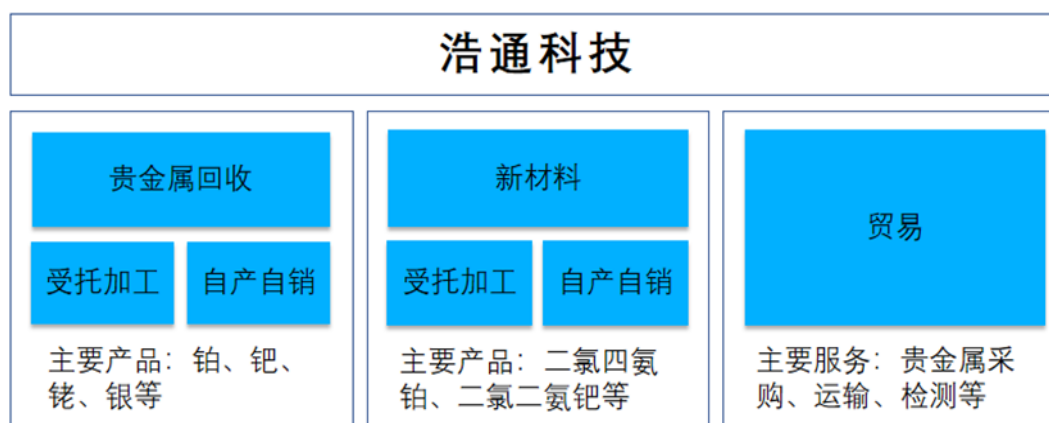 浩通科技
贵金属回收
受托加工
自产自销
主要产品：铂、钯、
铑、银等
新材料
受托加工
自产自销
主要产品：二氯四氨
铂、二氯二氨钯等
贸易
主要服务：贵金属采
购、运输、检测等